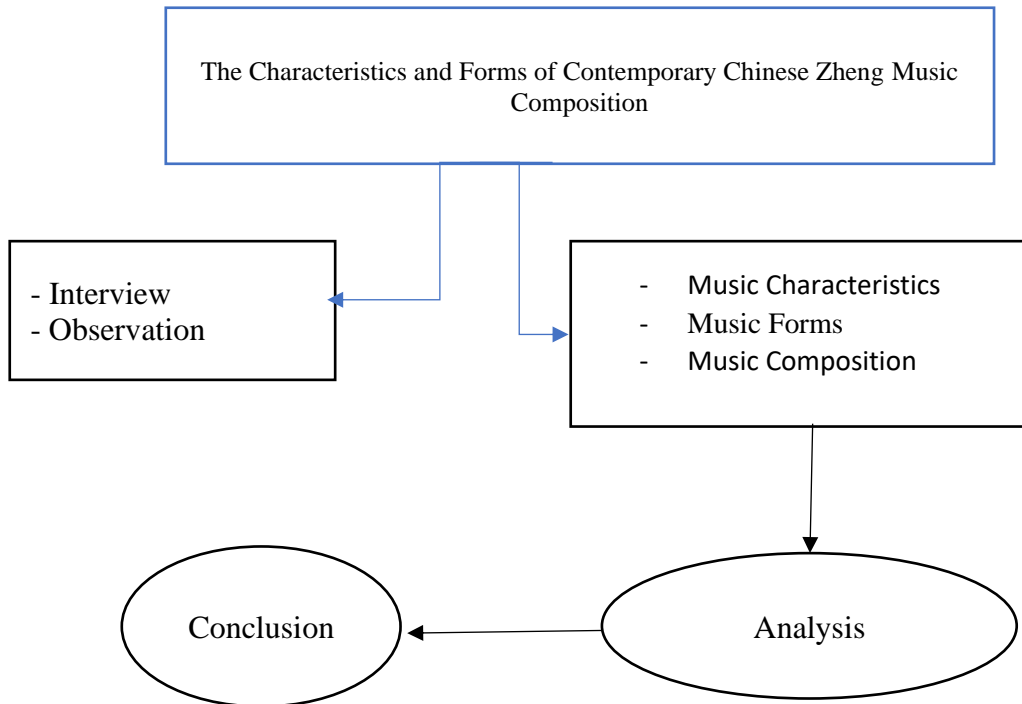 The Characteristics and Forms of Contemporary Chinese Zheng Music
Composition
- Interview
- Observation
- Music Characteristics
- Music Forms
- Music Composition
Conclusion
Analysis